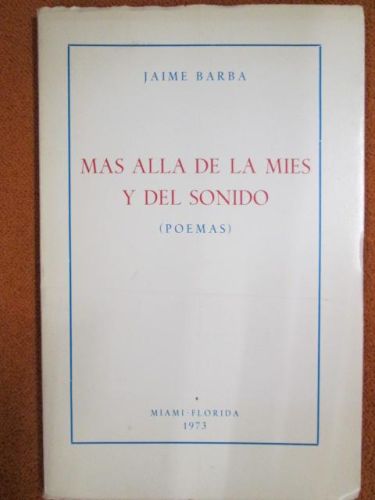 JAIME BARBA
MAS ALLA DE LA MIES
Y DEL SONIDO
(POEMAS)
MIAMI-FLORIDA
1973